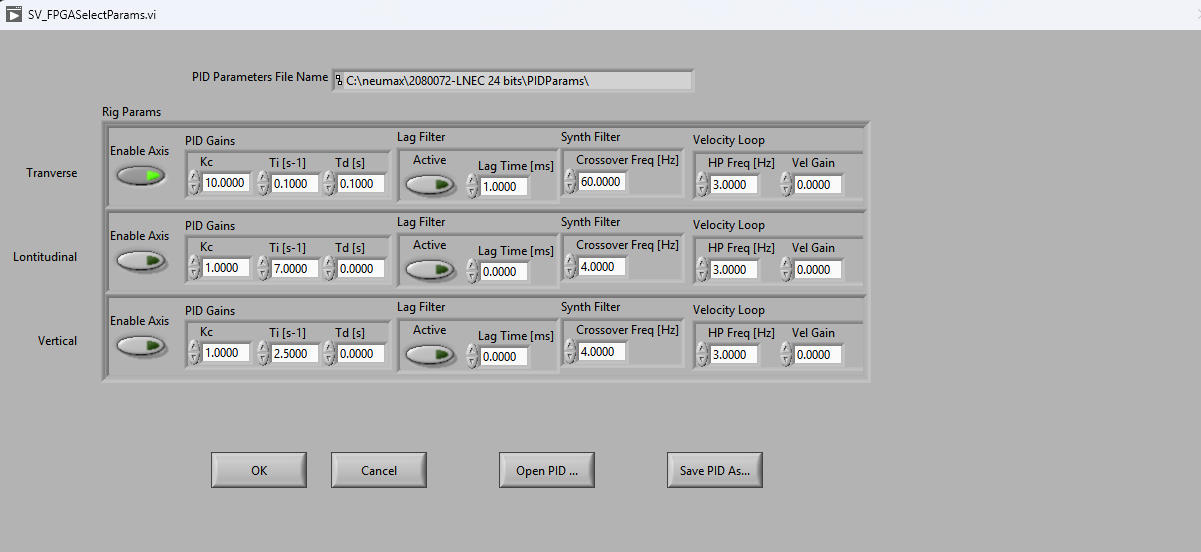 SV_FPGASelectParams.vi
PID Parameters File Name C:\neumax\2080072-LNEC 24 bits\PIDParams\
Rig Params
Tranverse
Enable Axis
PID Gains
Kc Ti [s-1] Td [s]
10.0000 0.1000 0.1000
Lag Filter
Active Lag Time [ms]
1.0000
Synth Filter
Crossover Freq [Hz]
60.0000
Velocity Loop
HP Freq [Hz] Vel Gain
3.0000 0.0000
Lontitudinal
Enable Axis
PID Gains
Kc Ti [s-1] Td [s]
1.0000 7.0000 0.0000
Lag Filter
Active Lag Time [ms]
0.0000
Synth Filter
Crossover Freq [Hz]
4.0000
Velocity Loop
HP Freq [Hz] Vel Gain
3.0000 0.0000
Vertical
Enable Axis
PID Gains
Kc Ti [s-1] Td [s]
1.0000 2.5000 0.0000
Lag Filter
Active Lag Time [ms]
0.0000
Synth Filter
Crossover Freq [Hz]
4.0000
Velocity Loop
HP Freq [Hz] Vel Gain
3.0000 0.0000
OK Cancel Open PID ... Save PID As...